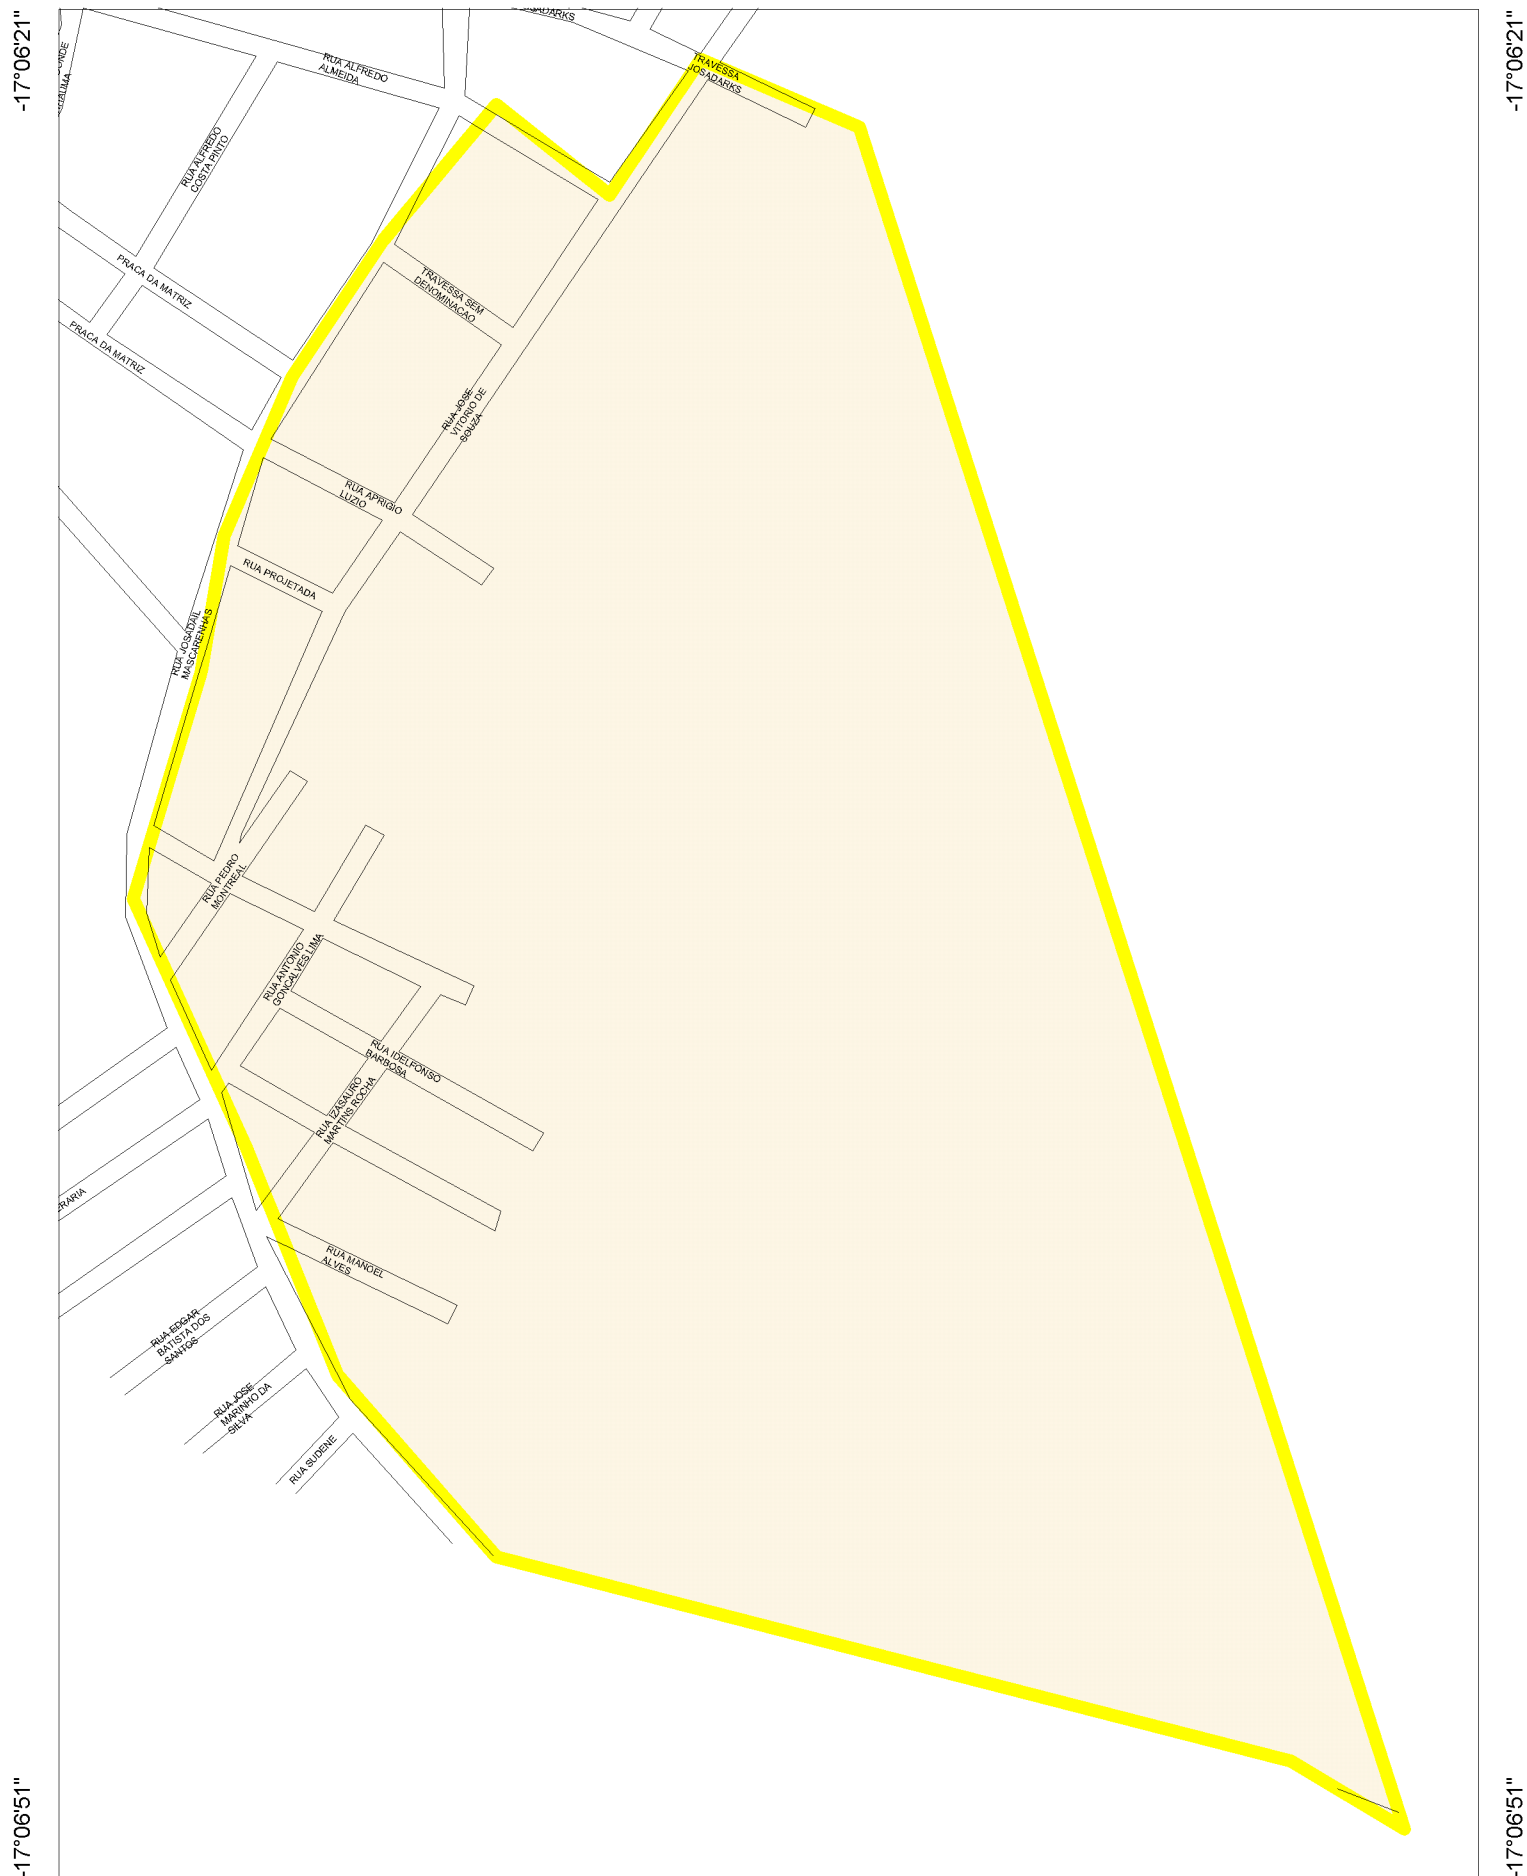 -17°06'21"
-17°06'21"
RUA ALFREDO
ALMEIDA
TRAVESSA
JOSADARKS
RUA ALFREDO
COSTA PINTO
PRACA DA MATRIZ
TRAVESSA SEM
DENOMINACAO
PRACA DA MATRIZ
RUA JOSE
VITORIO DE
SOUZA
RUA APRIGIO
LUZIO
RUA PROJETADA
RUA JOSADAIL
MASCARENHAS
RUA PEDRO
MONTREAL
RUA ANTONIO
GONCALVES LIMA
RUA IDELFONSO
BARBOSA
RUA IZASAURO
MARTINS ROCHA
RUA MANOEL
ALVES
RUA EDGAR
BATISTA DOS
SANTOS
RUA JOSE
MARINHO DA
SILVA
RUA SUDENE
-17°06'51"
-17°06'51"